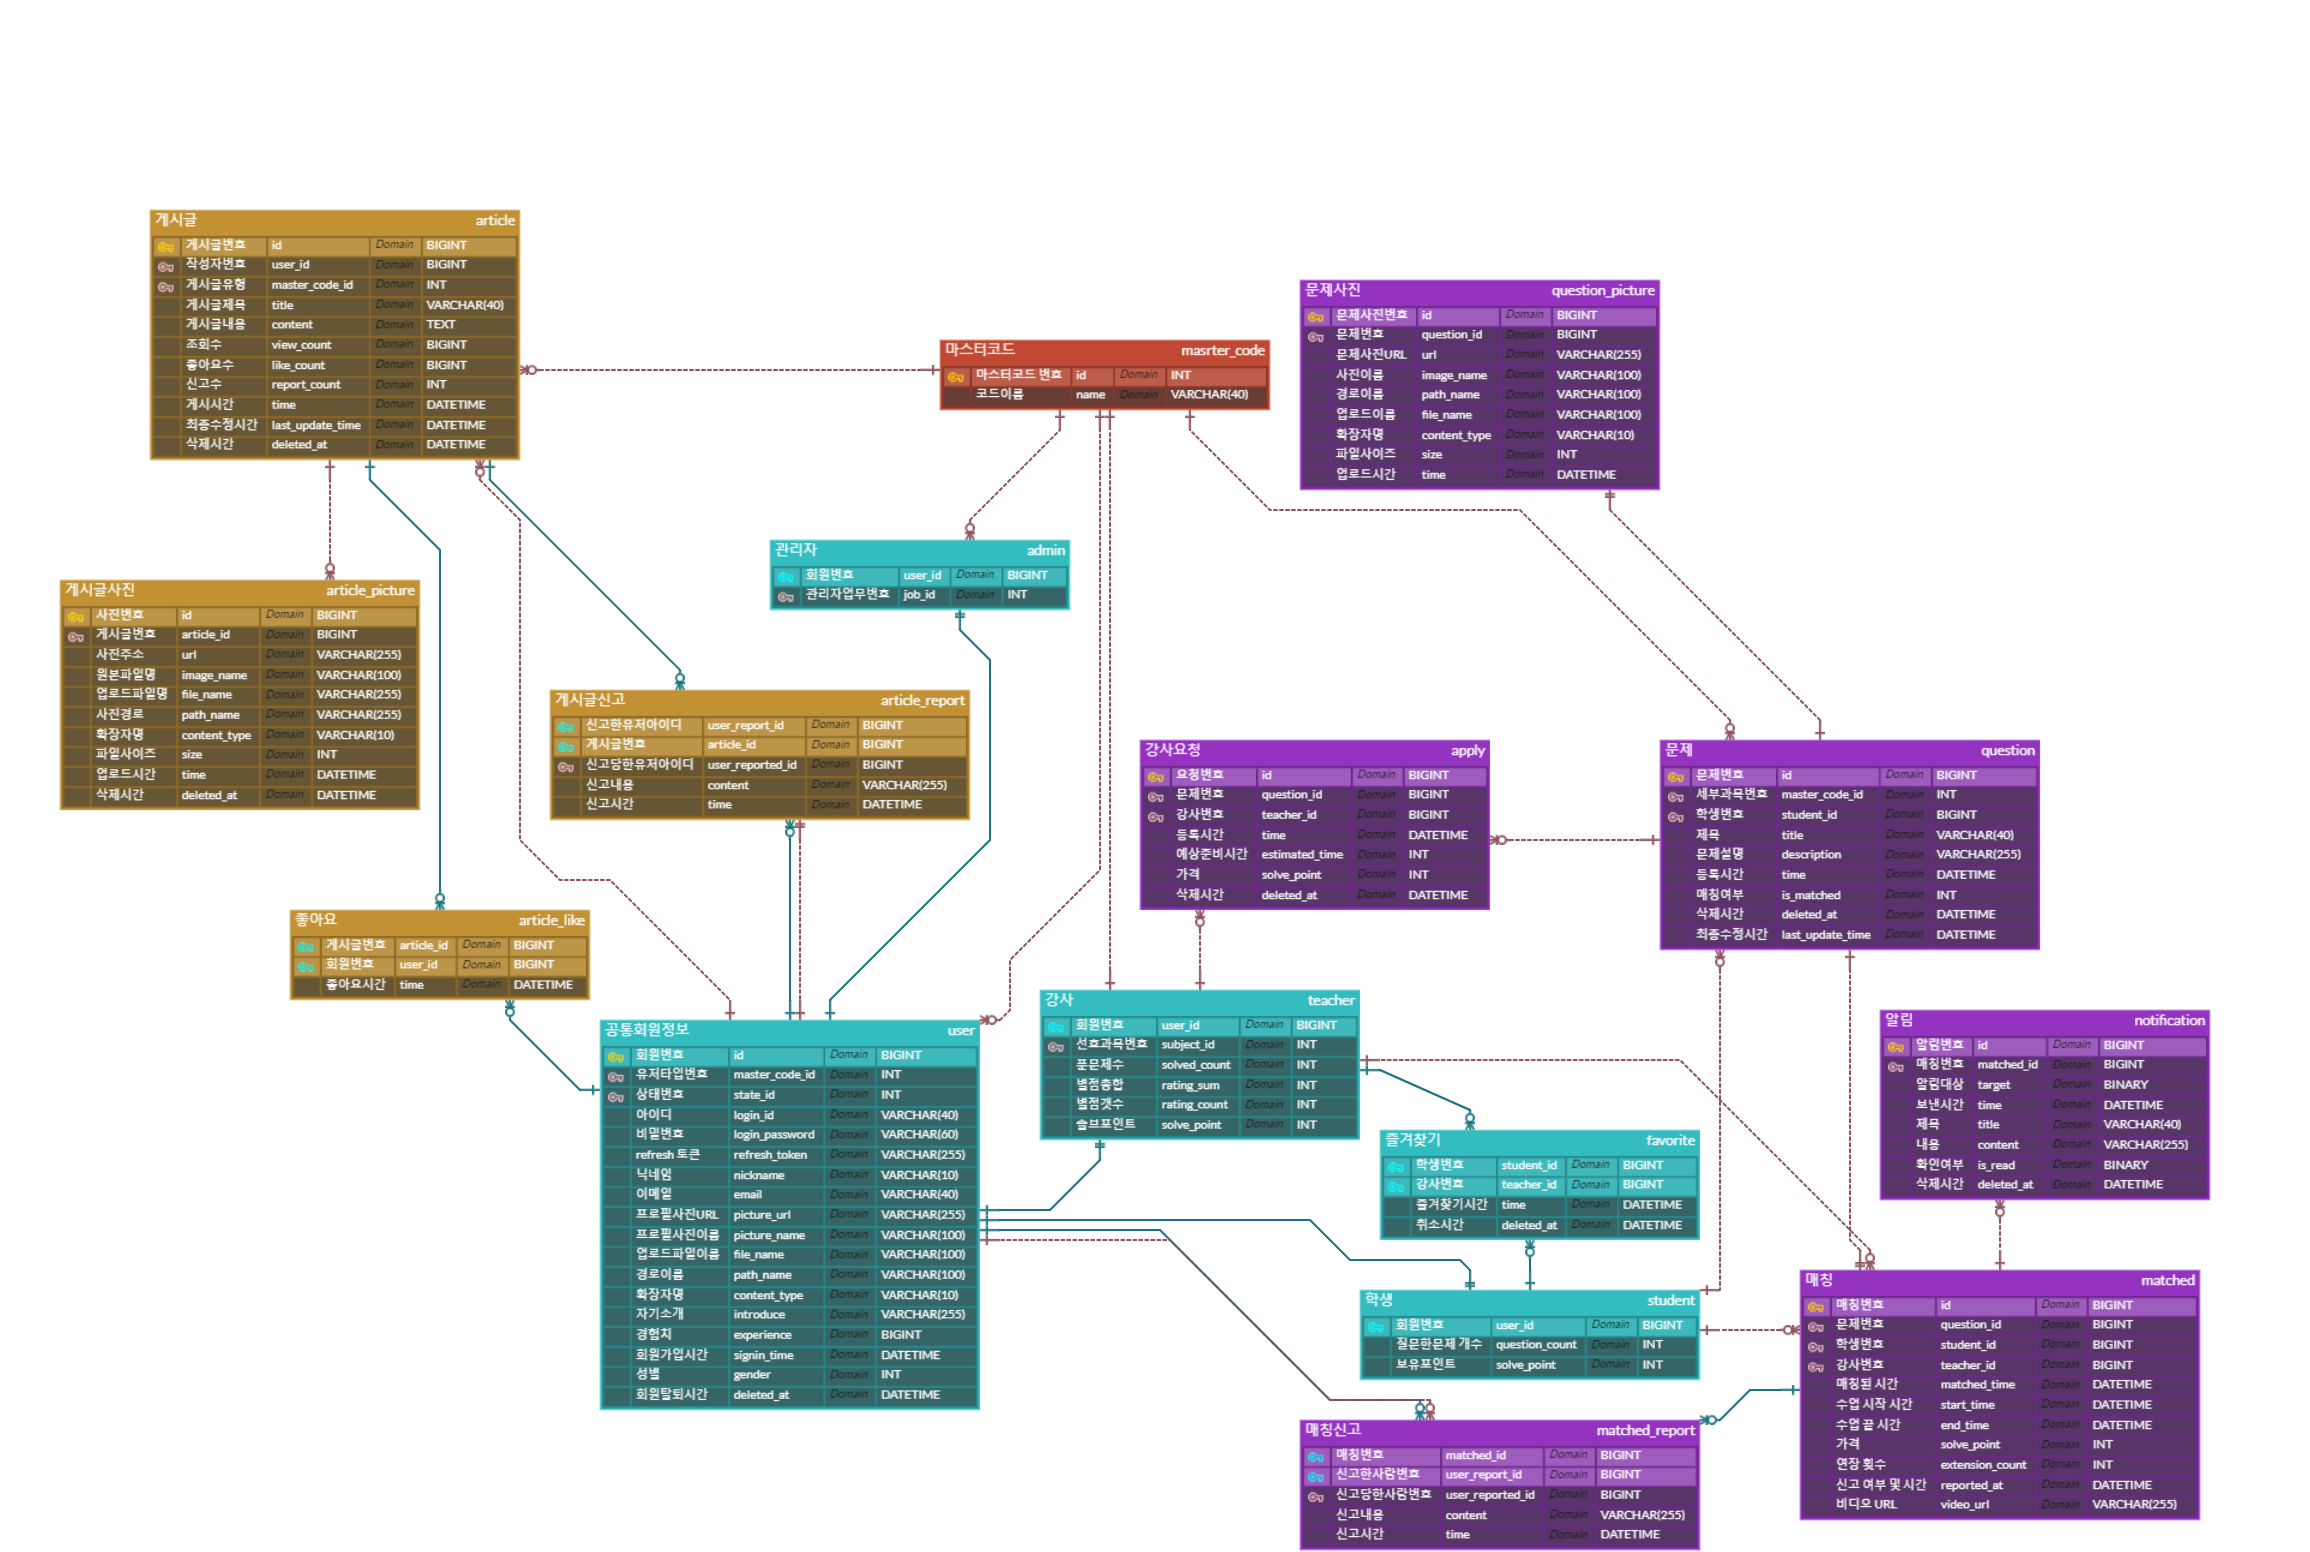 게시글 article
게시글번호 id Domain BIGINT
작성자번호 user_id Domain BIGINT
게시글유형 master_code_id Domain INT
게시글제목 title Domain VARCHAR(40)
게시글내용 content Domain TEXT
조회수 view_count Domain BIGINT
좋아요수 like_count Domain BIGINT
신고수 report_count Domain INT
게시시간 time Domain DATETIME
최종수정시간 last_update_time Domain DATETIME
삭제시간 deleted_at Domain DATETIME
문제사진 question_picture
문제사진번호 id Domain BIGINT
문제번호 question_id Domain BIGINT
문제사진URL url Domain VARCHAR(255)
사진이름 image_name Domain VARCHAR(100)
경로이름 path_name Domain VARCHAR(100)
업로드이름 file_name Domain VARCHAR(100)
확장자명 content_type Domain VARCHAR(10)
파일사이즈 size Domain INT
업로드시간 time Domain DATETIME
마스터코드 masrter_code
마스터코드 번호 id Domain INT
코드이름 name Domain VARCHAR(40)
관리자 admin
회원번호 user_id Domain BIGINT
관리자업무번호 job_id Domain INT
게시글사진 article_picture
사진번호 id Domain BIGINT
게시글번호 article_id Domain BIGINT
사진주소 url Domain VARCHAR(255)
원본파일명 image_name Domain VARCHAR(100)
업로드파일명 file_name Domain VARCHAR(255)
사진경로 path_name Domain VARCHAR(255)
확장자명 content_type Domain VARCHAR(10)
파일사이즈 size Domain INT
업로드시간 time Domain DATETIME
삭제시간 deleted_at Domain DATETIME
게시글신고 article_report
신고한유저아이디 user_report_id Domain BIGINT
게시글번호 article_id Domain BIGINT
신고당한유저아이디 user_reported_id Domain BIGINT
신고내용 content Domain VARCHAR(255)
신고시간 time Domain DATETIME
강사요청 apply
요청번호 id Domain BIGINT
문제번호 question_id Domain BIGINT
강사번호 teacher_id Domain BIGINT
등록시간 time Domain DATETIME
예상준비시간 estimated_time Domain INT
가격 solve_point Domain INT
삭제시간 deleted_at Domain DATETIME
문제 question
문제번호 id Domain BIGINT
세부과목번호 master_code_id Domain INT
학생번호 student_id Domain BIGINT
제목 title Domain VARCHAR(40)
문제설명 description Domain VARCHAR(255)
등록시간 time Domain DATETIME
매칭여부 is_matched Domain INT
삭제시간 deleted_at Domain DATETIME
최종수정시간 last_update_time Domain DATETIME
좋아요 article_like
게시글번호 article_id Domain BIGINT
회원번호 user_id Domain BIGINT
좋아요시간 time Domain DATETIME
공통회원정보 user
회원번호 id Domain BIGINT
유저타입번호 master_code_id Domain INT
상태번호 state_id Domain INT
아이디 login_id Domain VARCHAR(40)
비밀번호 login_password Domain VARCHAR(60)
refresh 토큰 refresh_token Domain VARCHAR(255)
닉네임 nickname Domain VARCHAR(10)
이메일 email Domain VARCHAR(40)
프로필사진URL picture_url Domain VARCHAR(255)
프로필사진이름 picture_name Domain VARCHAR(100)
업로드파일이름 file_name Domain VARCHAR(100)
경로이름 path_name Domain VARCHAR(100)
확장자명 content_type Domain VARCHAR(10)
자기소개 introduce Domain VARCHAR(255)
경험치 experience Domain BIGINT
회원가입시간 signin_time Domain DATETIME
성별 gender Domain INT
회원탈퇴시간 deleted_at Domain DATETIME
강사 teacher
회원번호 user_id Domain BIGINT
선호과목번호 subject_id Domain INT
푼문제수 solved_count Domain INT
별점총합 rating_sum Domain INT
별점갯수 rating_count Domain INT
솔브포인트 solve_point Domain INT
알림 notification
알림번호 id Domain BIGINT
매칭번호 matched_id Domain BIGINT
알림대상 target Domain BINARY
보낸시간 time Domain DATETIME
제목 title Domain VARCHAR(40)
내용 content Domain VARCHAR(255)
확인여부 is_read Domain BINARY
삭제시간 deleted_at Domain DATETIME
즐겨찾기 favorite
학생번호 student_id Domain BIGINT
강사번호 teacher_id Domain BIGINT
즐겨찾기시간 time Domain DATETIME
취소시간 deleted_at Domain DATETIME
학생 student
회원번호 user_id Domain BIGINT
질문한문제 개수 question_count Domain INT
보유포인트 solve_point Domain INT
매칭 matched
매칭번호 id Domain BIGINT
문제번호 question_id Domain BIGINT
학생번호 student_id Domain BIGINT
강사번호 teacher_id Domain BIGINT
매칭된 시간 matched_time Domain DATETIME
수업 시작 시간 start_time Domain DATETIME
수업 끝 시간 end_time Domain DATETIME
가격 solve_point Domain INT
연장 횟수 extension_count Domain INT
신고 여부 및 시간 reported_at Domain DATETIME
비디오 URL video_url Domain VARCHAR(255)
매칭신고 matched_report
매칭번호 matched_id Domain BIGINT
신고한사람번호 user_report_id Domain BIGINT
신고당한사람번호 user_reported_id Domain BIGINT
신고내용 content Domain VARCHAR(255)
신고시간 time Domain DATETIME